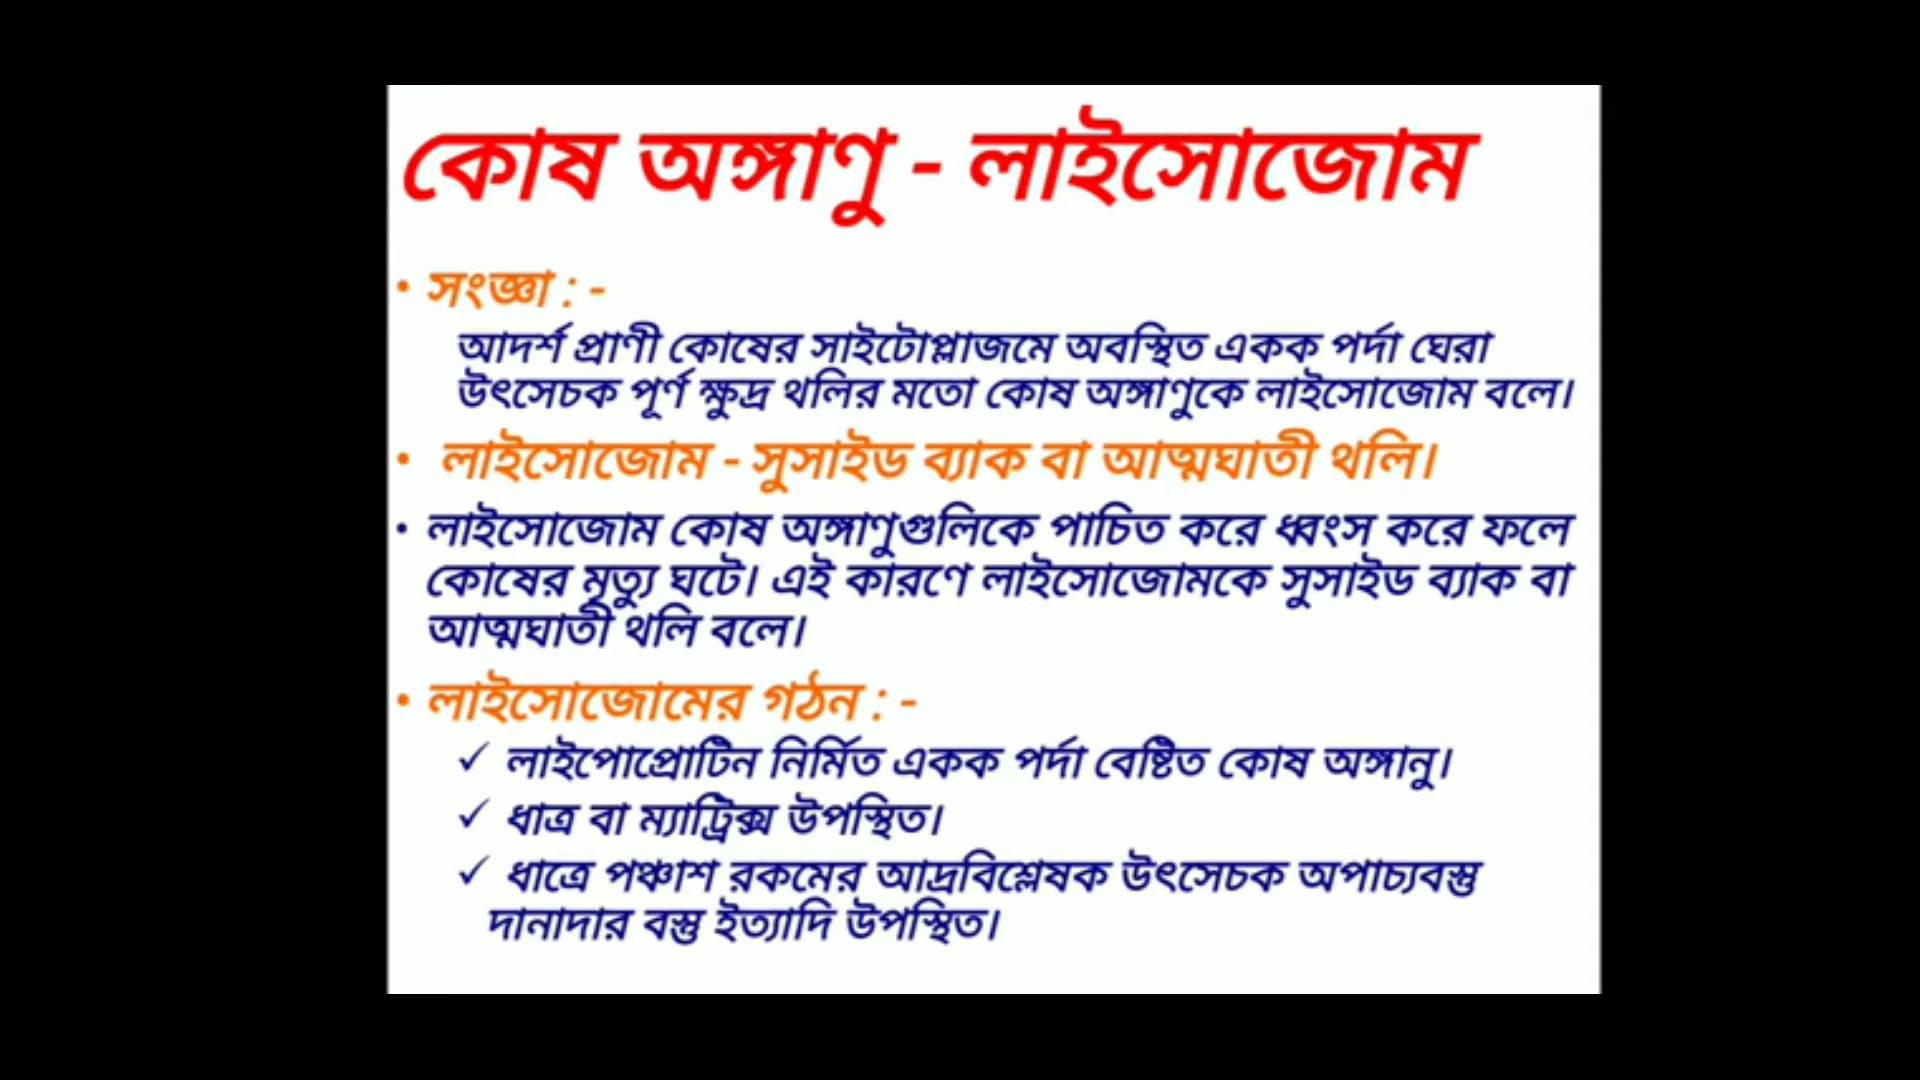 কোষ অঙ্গাণু - লাইসোজোম
• সংজ্ঞা : -
আদর্শ প্রাণী কোষের সাইটোপ্লাজমে অবস্থিত একক পর্দা ঘেরা
উৎসেচক পূর্ণ ক্ষুদ্র থলির মতো কোষ অঙ্গাণুকে লাইসোজোম বলে।
• লাইসোজোম - সুসাইড ব্যাক বা আত্মঘাতী থলি।
• লাইসোজোম কোষ অঙ্গাণুগুলিকে পাচিত করে ধ্বংস করে ফলে
কোষের মৃত্যু ঘটে। এই কারণে লাইসোজোমকে সুসাইড ব্যাক বা
আত্মঘাতী থলি বলে।
• লাইসোজোমের গঠন : -
✓ লাইপোপ্রোটিন নির্মিত একক পর্দা বেষ্টিত কোষ অঙ্গানু।
✓ ধাত্র বা ম্যাট্রিক্স উপস্থিত।
✓ ধাত্রে পঞ্চাশ রকমের আদ্রবিশ্লেষক উৎসেচক অপাচ্যবস্তু
দানাদার বস্তু ইত্যাদি উপস্থিত।